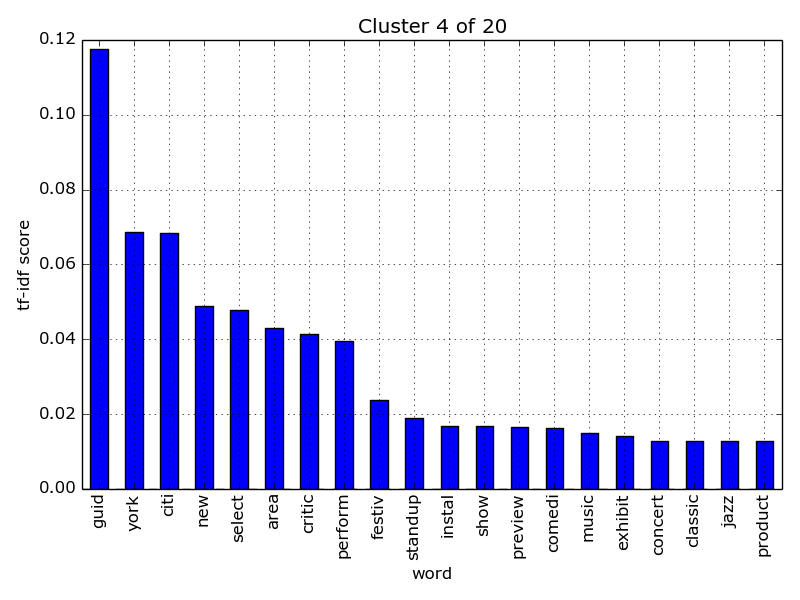 Cluster 4 of 20
tf-idf score
0.12
0.10
0.08
0.06
0.04
0.02
0.00
guid
york
citi
new
select
area
critic
perform
festiv
standup
instal
show
preview
comedi
music
exhibit
concert
classic
jazz
product
word